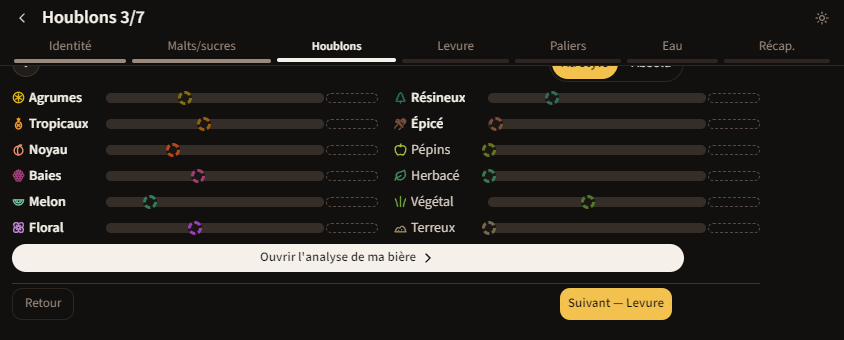 Houblons 3/7
Identité
Malts/sucres
Houblons
Levure
Paliers
Eau
Récap.
Agrumes
Résineux
Tropicaux
Épicé
Noyau
Pépins
Baies
Herbacé
Melon
Végétal
Floral
Terreux
Ouvrir l'analyse de ma bière
Retour
Suivant — Levure